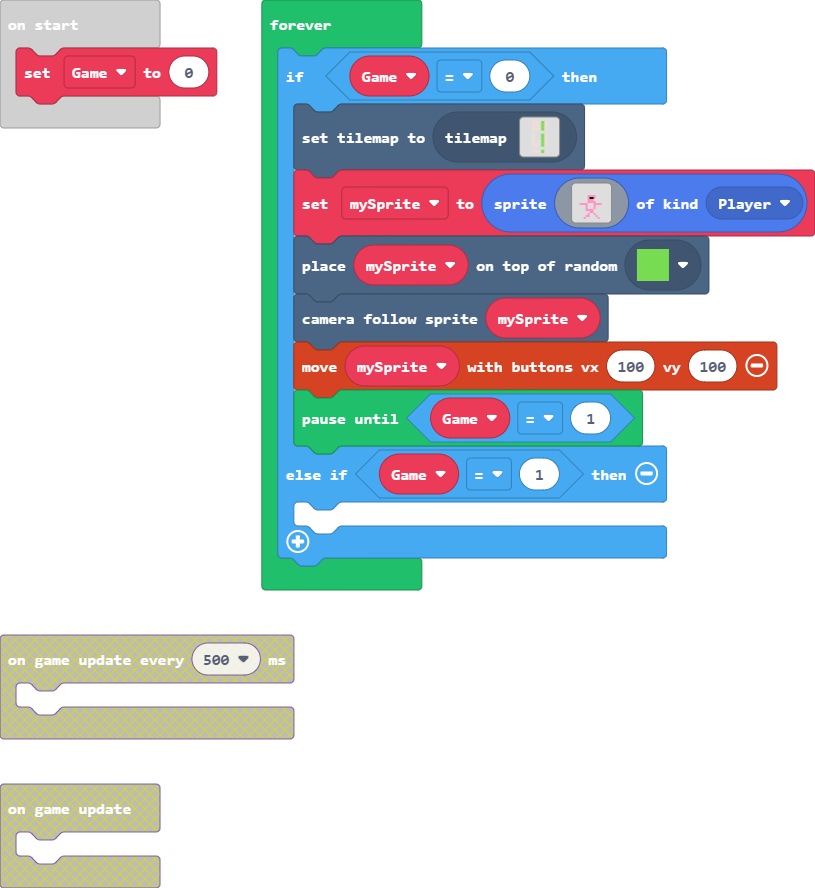 on start
set Game to 0
forever
if Game = 0 then
set tilemap to tilemap
set mySprite to sprite of kind Player
place mySprite on top of random
camera follow sprite mySprite
move mySprite with buttons vx 100 vy 100
pause until Game = 1
else if Game = 1 then
on game update every 500 ms
on game update